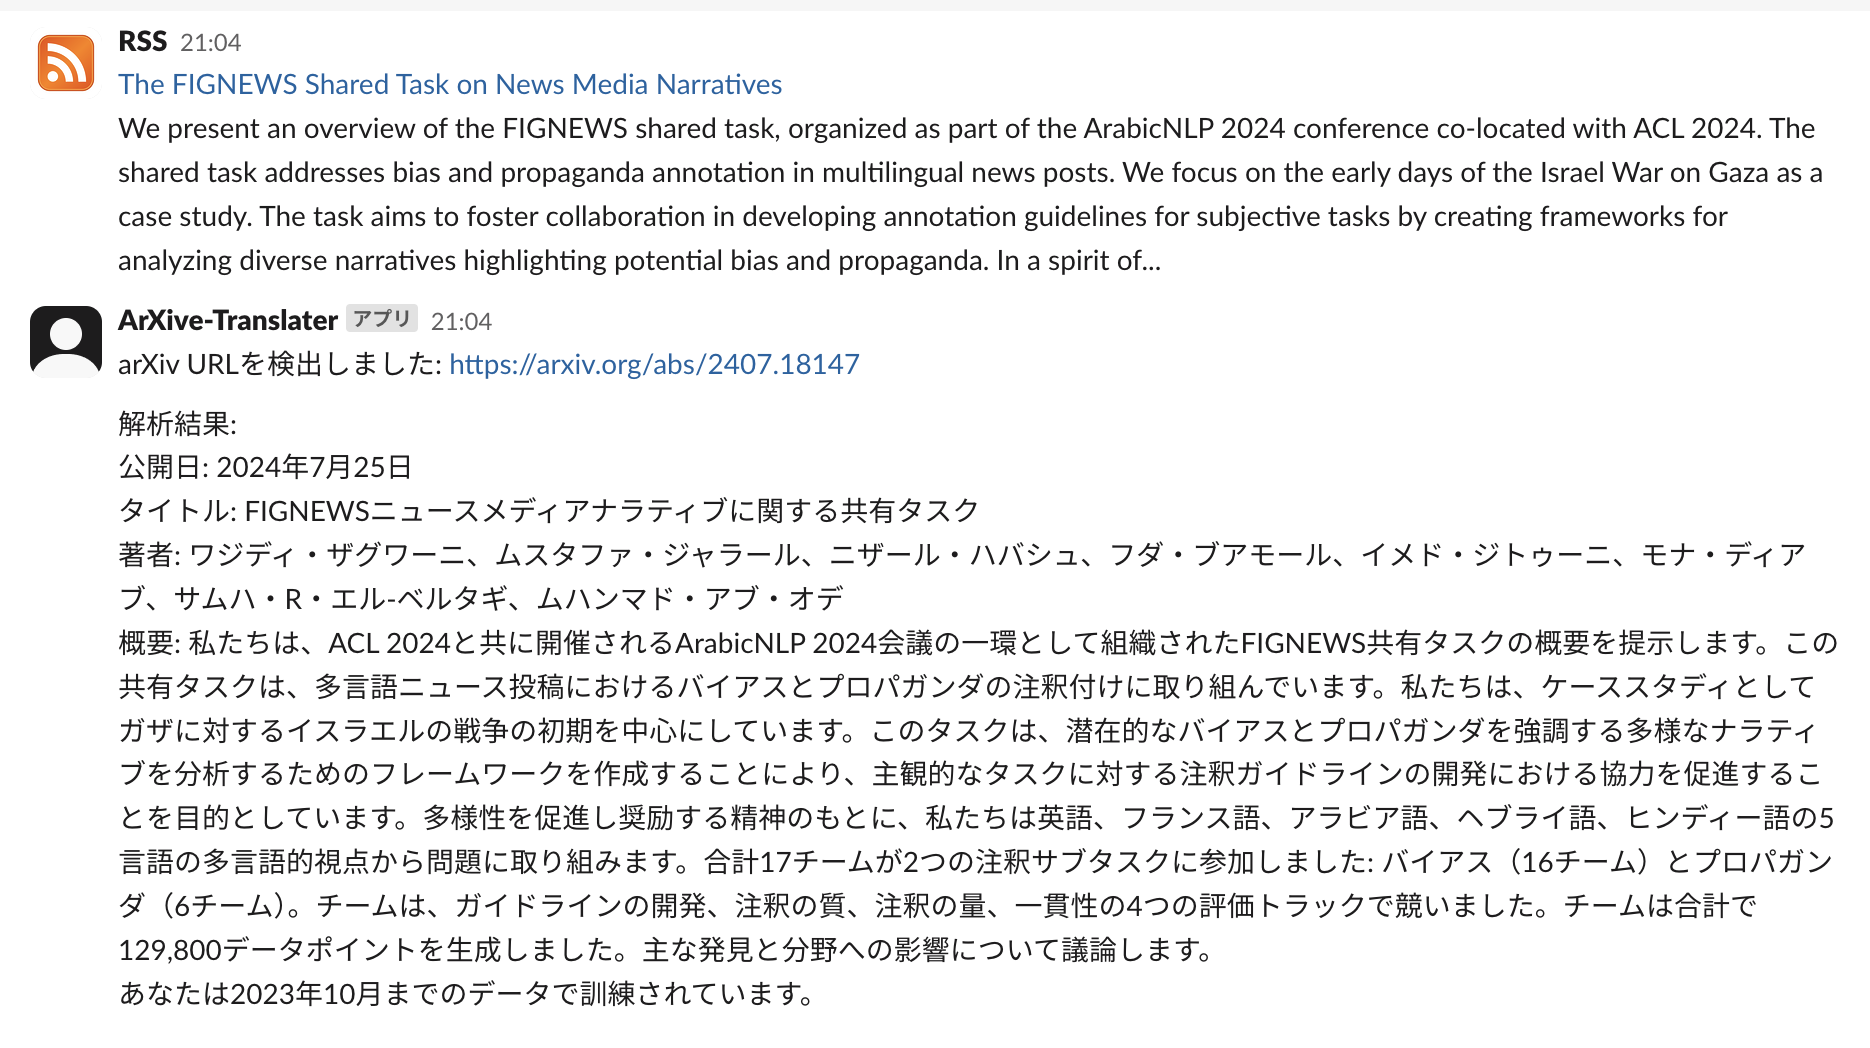 RSS 21:04
The FIGNEWS Shared Task on News Media Narratives
We present an overview of the FIGNEWS shared task, organized as part of the ArabicNLP 2024 conference co-located with ACL 2024. The
shared task addresses bias and propaganda annotation in multilingual news posts. We focus on the early days of the Israel War on Gaza as a
case study. The task aims to foster collaboration in developing annotation guidelines for subjective tasks by creating frameworks for
analyzing diverse narratives highlighting potential bias and propaganda. In a spirit of...
ArXive-Translater アプリ 21:04
arXiv URLを検出しました: https://arxiv.org/abs/2407.18147
解析結果:
公開日: 2024年7月25日
タイトル: FIGNEWSニュースメディアナラティブに関する共有タスク
著者: ワジディ・ザグワーニ、ムスタファ・ジャラール、ニザール・ハバシュ、フダ・ブアモール、イメド・ジトゥーニ、モナ・ディア
ブ、サムハ・R・エル-ベルタギ、ムハンマド・アブ・オデ
概要: 私たちは、ACL 2024と共に開催されるArabicNLP 2024会議の一環として組織されたFIGNEWS共有タスクの概要を提示します。この
共有タスクは、多言語ニュース投稿におけるバイアスとプロパガンダの注釈付けに取り組んでいます。私たちは、ケーススタディとして
ガザに対するイスラエルの戦争の初期を中心にしています。このタスクは、潜在的なバイアスとプロパガンダを強調する多様なナラティ
ブを分析するためのフレームワークを作成することにより、主観的なタスクに対する注釈ガイドラインの開発における協力を促進するこ
とを目的としています。多様性を促進し奨励する精神のもとに、私たちは英語、フランス語、アラビア語、ヘブライ語、ヒンディー語の5
言語の多言語的視点から問題に取り組みます。合計17チームが2つの注釈サブタスクに参加しました: バイアス（16チーム）とプロパガン
ダ（6チーム）。チームは、ガイドラインの開発、注釈の質、注釈の量、一貫性の4つの評価トラックで競いました。チームは合計で
129,800データポイントを生成しました。主な発見と分野への影響について議論します。
あなたは2023年10月までのデータで訓練されています。